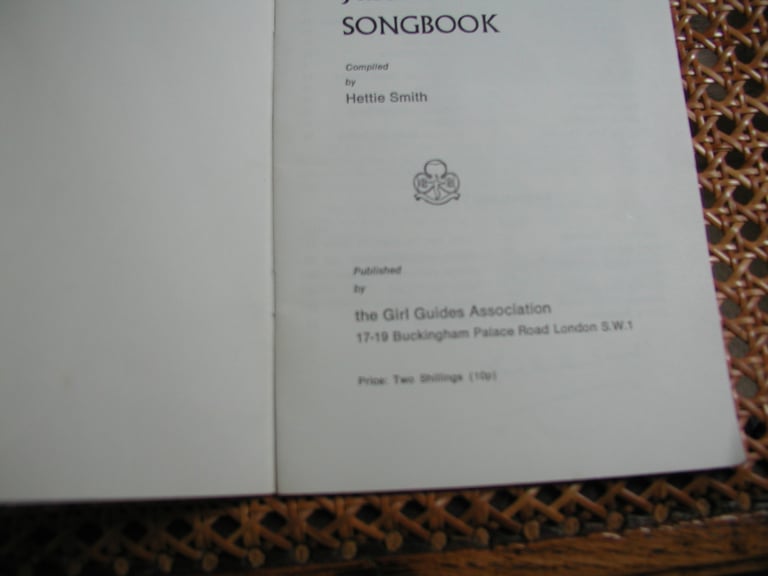 SONGBOOK
Compiled
by
Hettie Smith
Published
by
the Girl Guides Association
17-19 Buckingham Palace Road London S.W.1
Price: Two Shillings (10p)